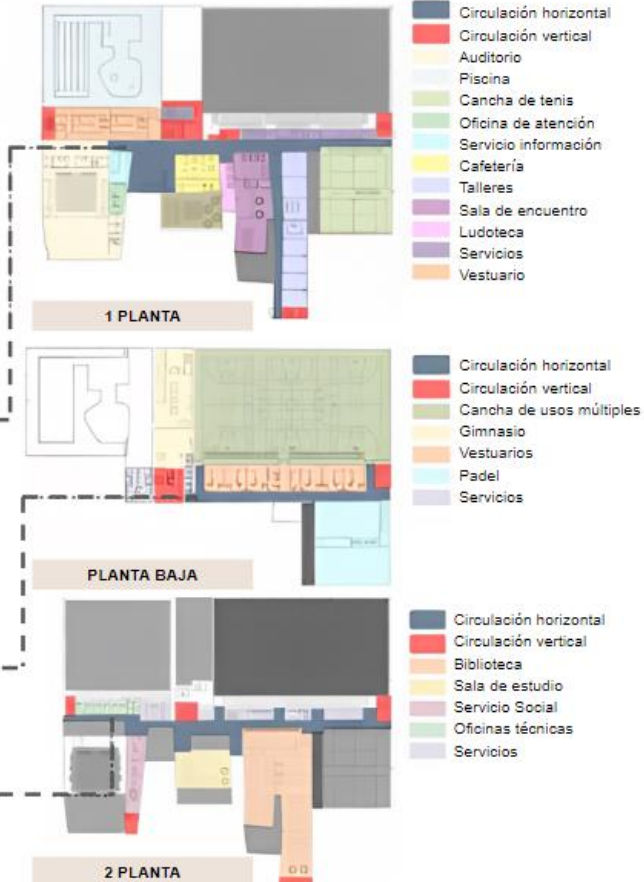 Circulación horizontal
Circulación vertical
Auditorio
Piscina
Cancha de tenis
Oficina de atención
Servicio información
Cafetería
Talleres
Sala de encuentro
Ludoteca
Servicios
Vestuario
1 PLANTA
Circulación horizontal
Circulación vertical
Cancha de usos múltiples
Gimnasio
Vestuarios
Padel
Servicios
PLANTA BAJA
Circulación horizontal
Circulación vertical
Biblioteca
Sala de estudio
Servicio Social
Oficinas técnicas
Servicios
2 PLANTA